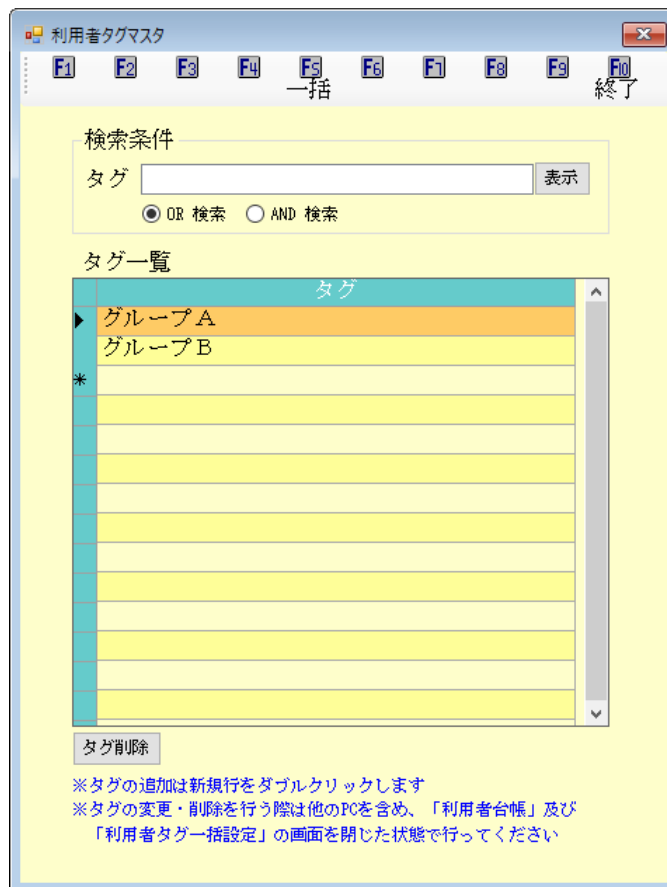 利用者タグマスタ
F1 F2 F3 F4 F5 F6 F7 F8 F9 F10
一括 終了
検索条件
タグ 表示
OR 検索 AND 検索
タグ一覧
タグ
グループA
グループB
*
タグ削除
※タグの追加は新規行をダブルクリックします
※タグの変更・削除を行う際は他のPCを含め、「利用者台帳」及び
「利用者タグ一括設定」の画面を閉じた状態で行ってください